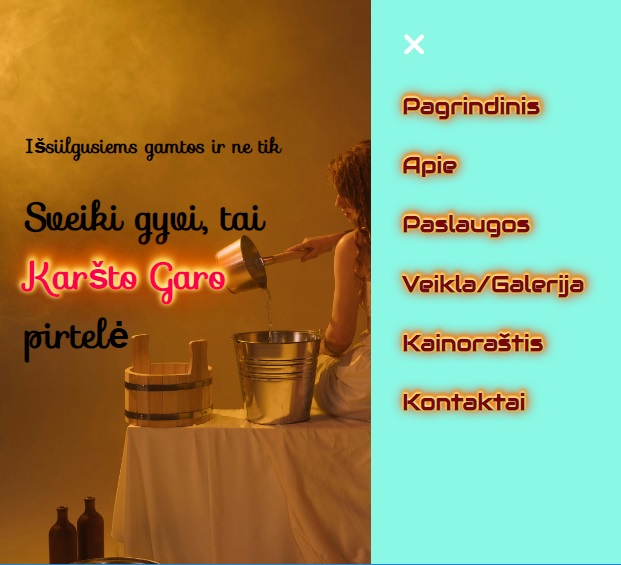 Išsiilgusiems gamtos ir ne tik
Sveiki gyvi, tai
Karšto Garo
pirtelė
Pagrindinis
Apie
Paslaugos
Veikla/Galerija
Kainoraštis
Kontaktai